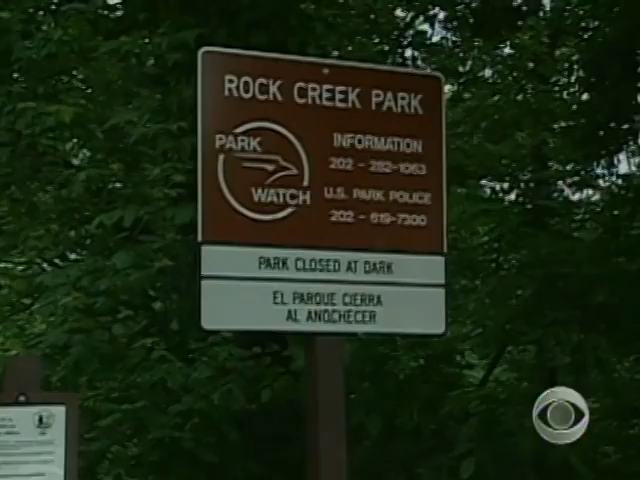 ROCK CREEK PARK
PARK
WATCH
INFORMATION
202 - 282-1063
U.S. PARK POLICE
202 - 619-7300
PARK CLOSED AT DARK
EL PARQUE CIERRA
AL ANOCHECER